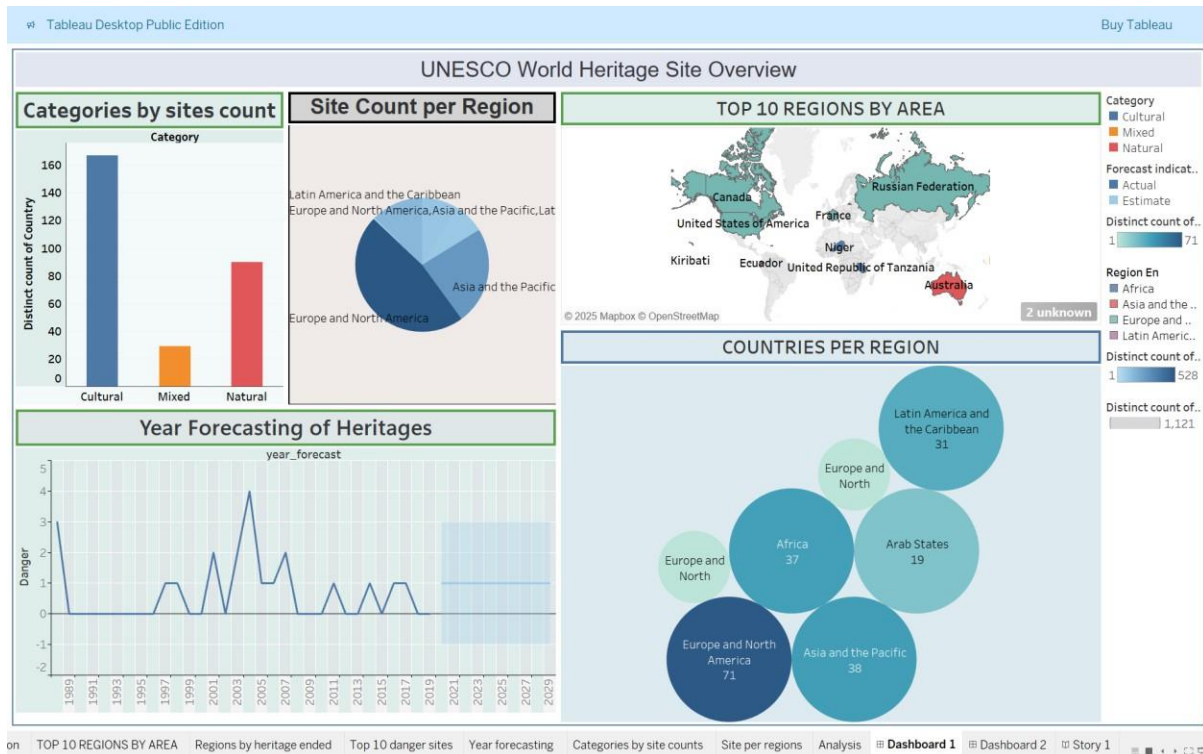 Tableau Desktop Public Edition
Buy Tableau
UNESCO World Heritage Site Overview
Categories by sites count
Category
Distinct count of Country
160
140
120
100
80
60
40
20
0
Cultural
Mixed
Natural
Site Count per Region
Latin America and the Caribbean
Europe and North America,Asia and the Pacific,Lat
Asia and the Pacific
Europe and North America
TOP 10 REGIONS BY AREA
Canada
Russian Federation
United States of America
France
Niger
Kiribati
Ecuador
United Republic of Tanzania
Australia
© 2025 Mapbox © OpenStreetMap
2 unknown
Category
Cultural
Mixed
Natural
Forecast indicat..
Actual
Estimate
Distinct count of..
1
71
Region En
Africa
Asia and the ..
Europe and ..
Latin Americ..
Distinct count of..
1
528
Distinct count of..
1,121
Year Forecasting of Heritages
year_forecast
Danger
5
4
3
2
1
0
-1
-2
1989
1991
1993
1995
1997
1999
2001
2003
2005
2007
2009
2011
2013
2015
2017
2019
2021
2023
2025
2027
2029
COUNTRIES PER REGION
Latin America and
the Caribbean
31
Europe and
North
Africa
37
Arab States
19
Europe and
North
Europe and North
America
71
Asia and the Pacific
38
on
TOP 10 REGIONS BY AREA
Regions by heritage ended
Top 10 danger sites
Year forecasting
Categories by site counts
Site per regions
Analysis
Dashboard 1
Dashboard 2
Story 1